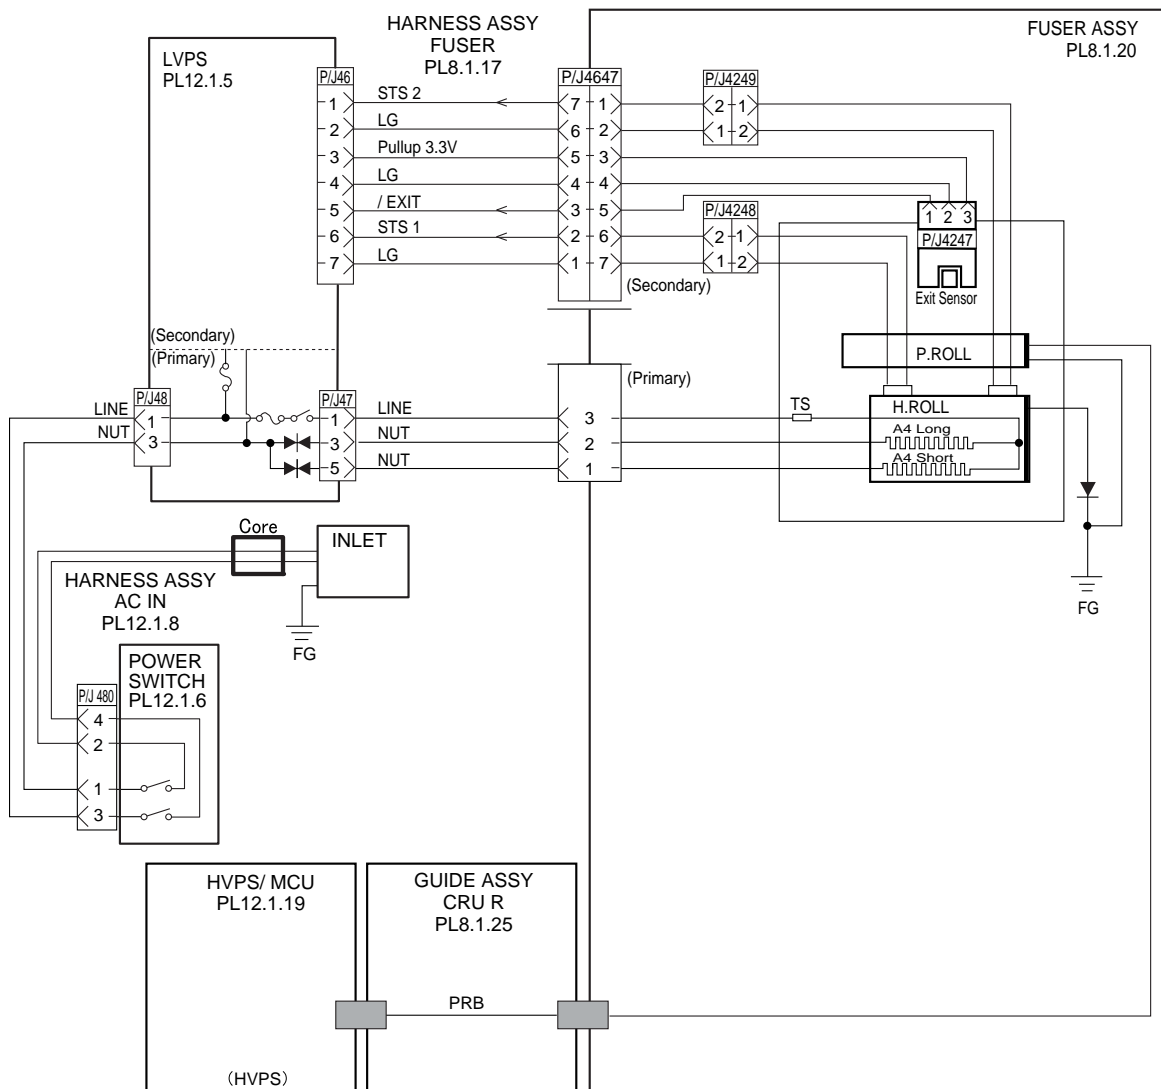 HARNESS ASSY
FUSER
PL8.1.17
FUSER ASSY
PL8.1.20
LVPS
PL12.1.5
P/J46
P/J4647
P/J4249
1 STS 2 7 1 2 1
2 LG 6 2 1 2
3 Pullup 3.3V 5 3
4 LG 4 4
5 / EXIT 3 5
P/J4248
6 STS 1 2 6 2 1
7 LG 1 7 1 2
1 2 3
P/J4247
Exit Sensor
(Secondary)
(Secondary)
(Primary)
P.ROLL
(Primary)
P/J48
P/J47
LINE 1 1 LINE 3 TS
NUT 3 3 NUT 2
5 NUT 1
H.ROLL
A4 Long
A4 Short
FG
Core
INLET
FG
HARNESS ASSY
AC IN
PL12.1.8
POWER
SWITCH
PL12.1.6
P/J 480
4
2
1
3
HVPS/ MCU
PL12.1.19
GUIDE ASSY
CRU R
PL8.1.25
PRB
(HVPS)